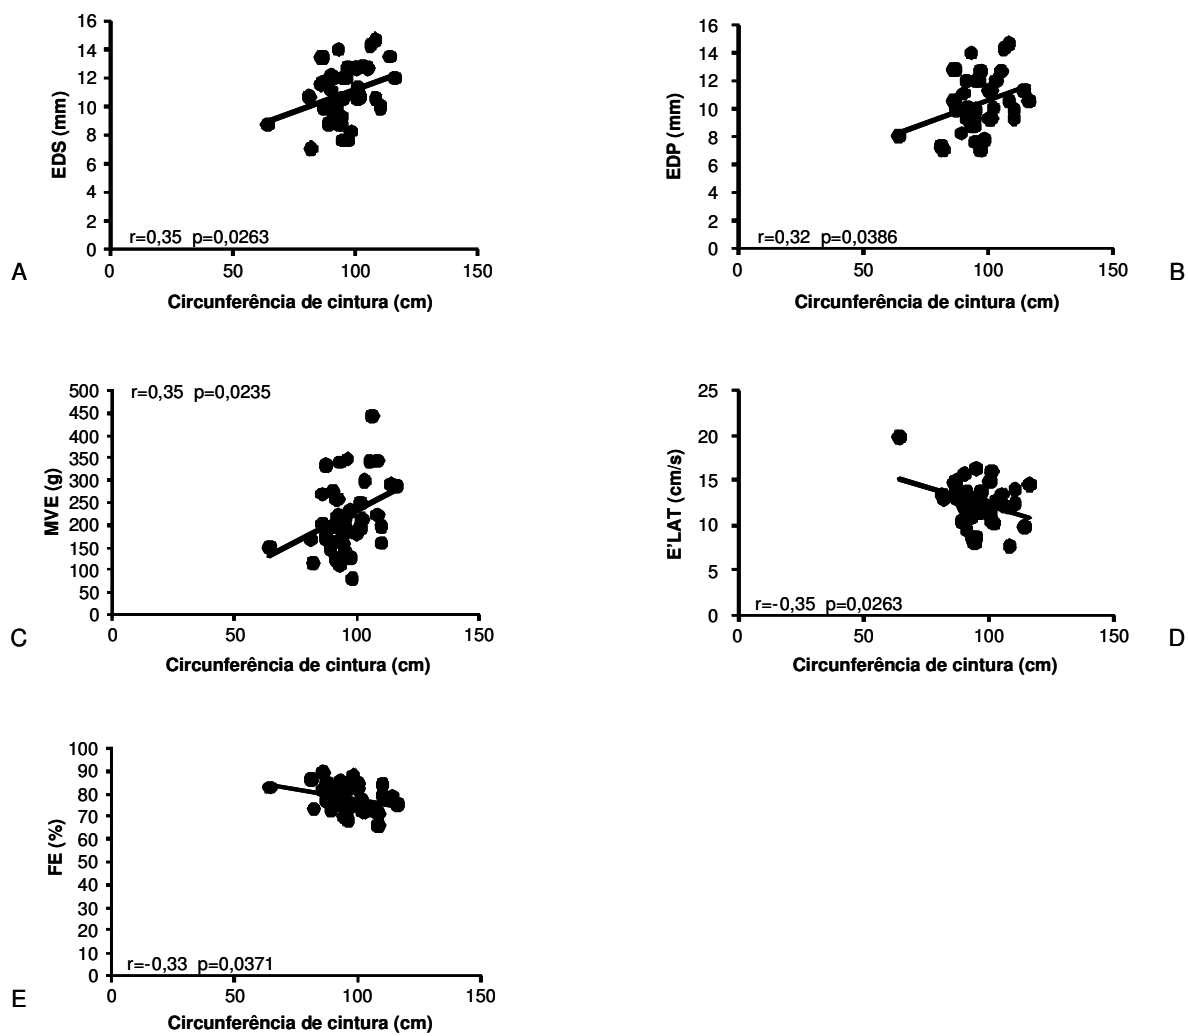 16
14
12
10
8
6
4
2
0
EDS (mm)
r=0,35 p=0,0263
0 50 100 150
Circunferência de cintura (cm)
A
16
14
12
10
8
6
4
2
0
EDP (mm)
r=0,32 p=0,0386
0 50 100 150
Circunferência de cintura (cm)
B
500
450
400
350
300
250
200
150
100
50
0
MVE (g)
r=0,35 p=0,0235
0 50 100 150
Circunferência de cintura (cm)
C
25
20
15
10
5
0
E'LAT (cm/s)
r=-0,35 p=0,0263
0 50 100 150
Circunferência de cintura (cm)
D
100
90
80
70
60
50
40
30
20
10
0
FE (%)
r=-0,33 p=0,0371
0 50 100 150
Circunferência de cintura (cm)
E